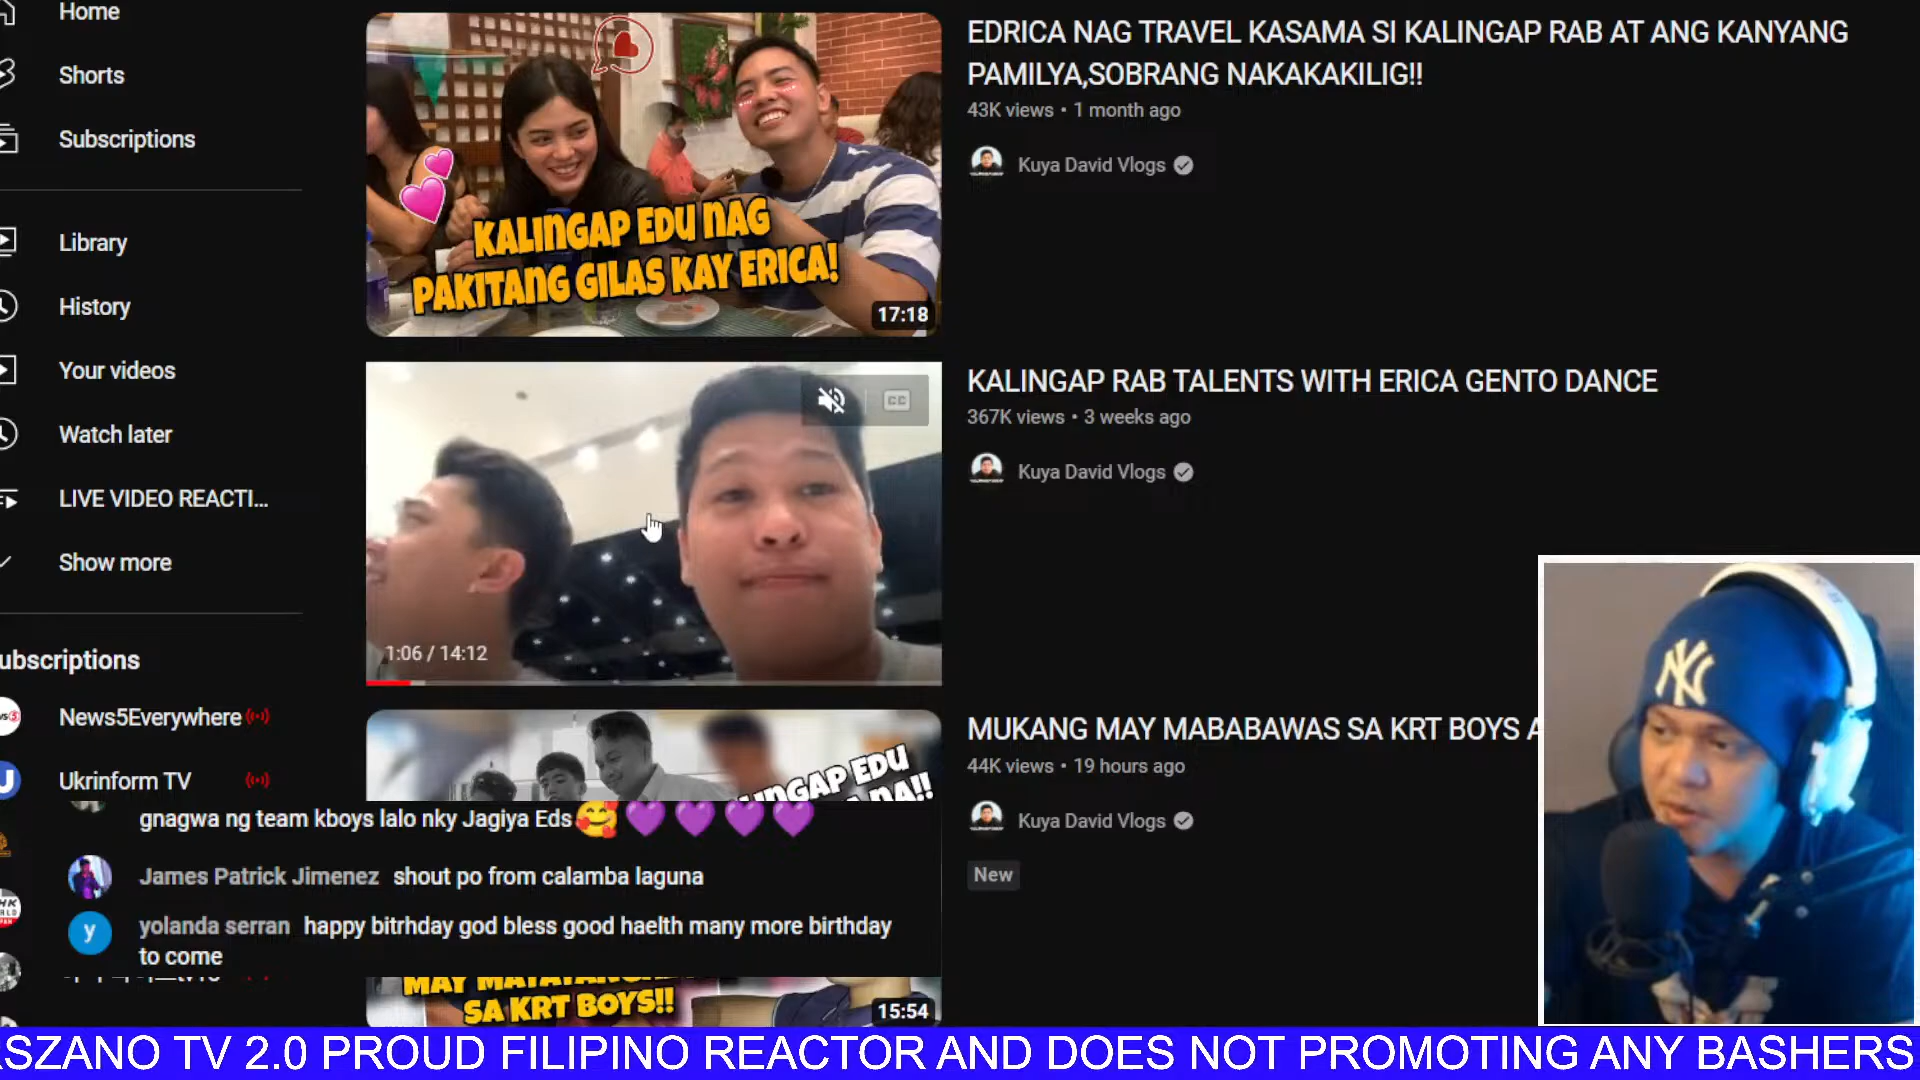 Home
Shorts
Subscriptions
Library
History
Your videos
Watch later
LIVE VIDEO REACTI...
Show more
ubscriptions
News5Everywhere
Ukrinform TV
KALINGAP EDU NAG
PAKITANG GILAS KAY ERICA!
17:18
EDRICA NAG TRAVEL KASAMA SI KALINGAP RAB AT ANG KANYANG
PAMILYA,SOBRANG NAKAKAKILIG!!
43K views • 1 month ago
Kuya David Vlogs
CC
1:06 / 14:12
KALINGAP RAB TALENTS WITH ERICA GENTO DANCE
367K views • 3 weeks ago
Kuya David Vlogs
EDU
MUKANG MAY MABABAWAS SA KRT BOYS A
44K views • 19 hours ago
Kuya David Vlogs
New
gnagwa ng team kboys lalo nky Jagiya Eds🥰💜💜💜💜
James Patrick Jimenez shout po from calamba laguna
y
yolanda serran happy bitrhday god bless good haelth many more birthday
to come
SA KRT BOYS!!
15:54
NY
SZANO TV 2.0 PROUD FILIPINO REACTOR AND DOES NOT PROMOTING ANY BASHERS